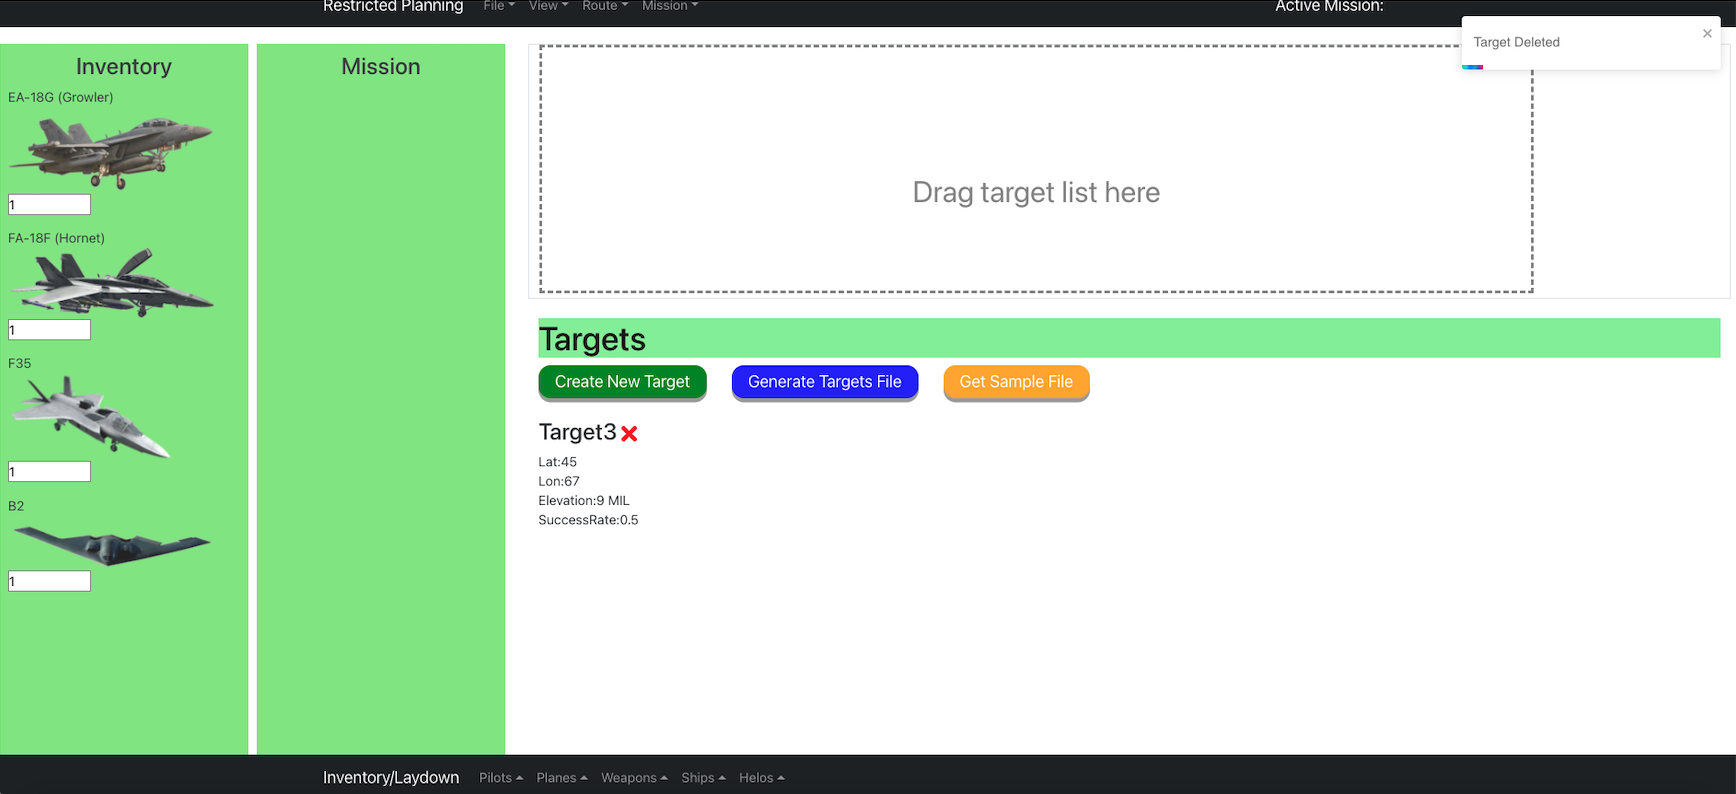 Restricted Planning File View Route Mission Active Mission:
Target Deleted
Inventory
EA-18G (Growler)
1
FA-18F (Hornet)
1
F35
1
B2
1
Mission
Drag target list here
Targets
Create New Target Generate Targets File Get Sample File
Target3
Lat:45
Lon:67
Elevation:9 MIL
SuccessRate:0.5
Inventory/Laydown Pilots Planes Weapons Ships Helos